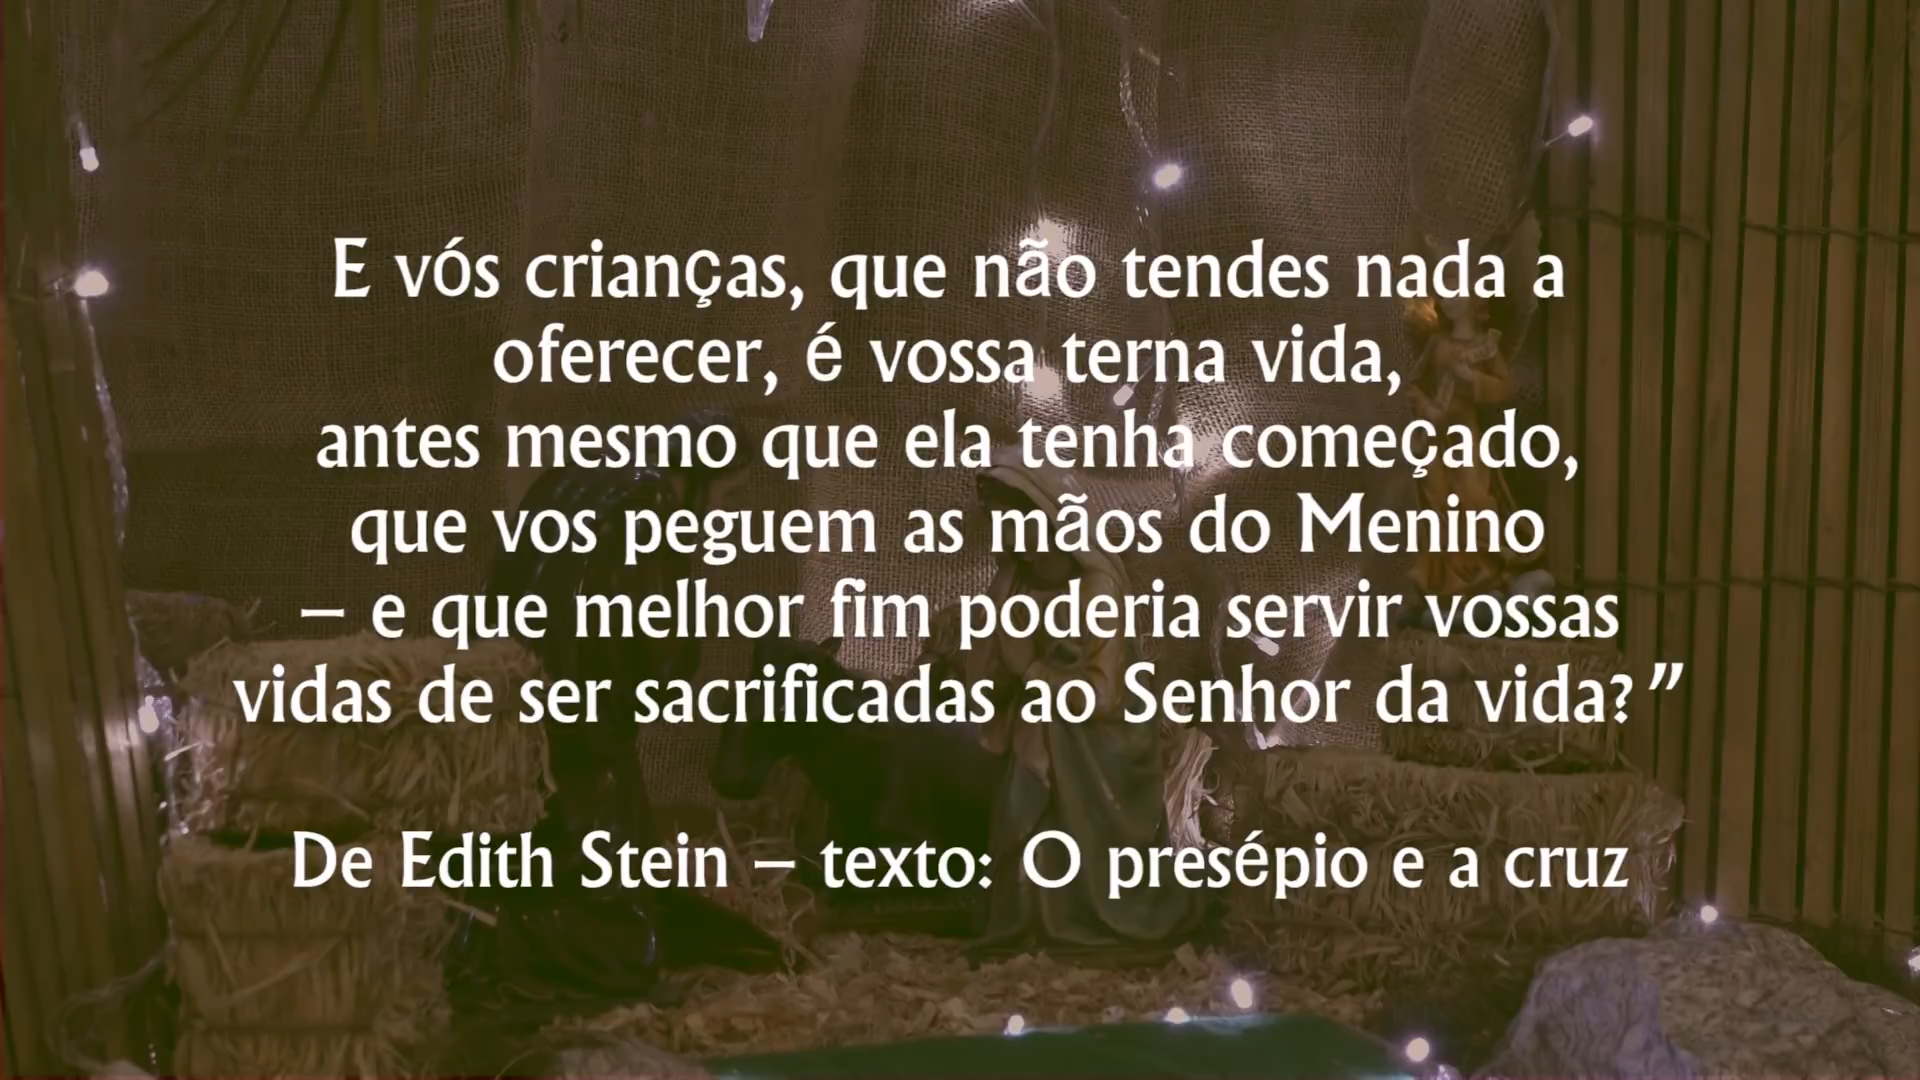 E vós crianças, que não tendes nada a
oferecer, é vossa terna vida,
antes mesmo que ela tenha começado,
que vos peguem as mãos do Menino
– e que melhor fim poderia servir vossas
vidas de ser sacrificadas ao Senhor da vida?”
De Edith Stein – texto: O presépio e a cruz